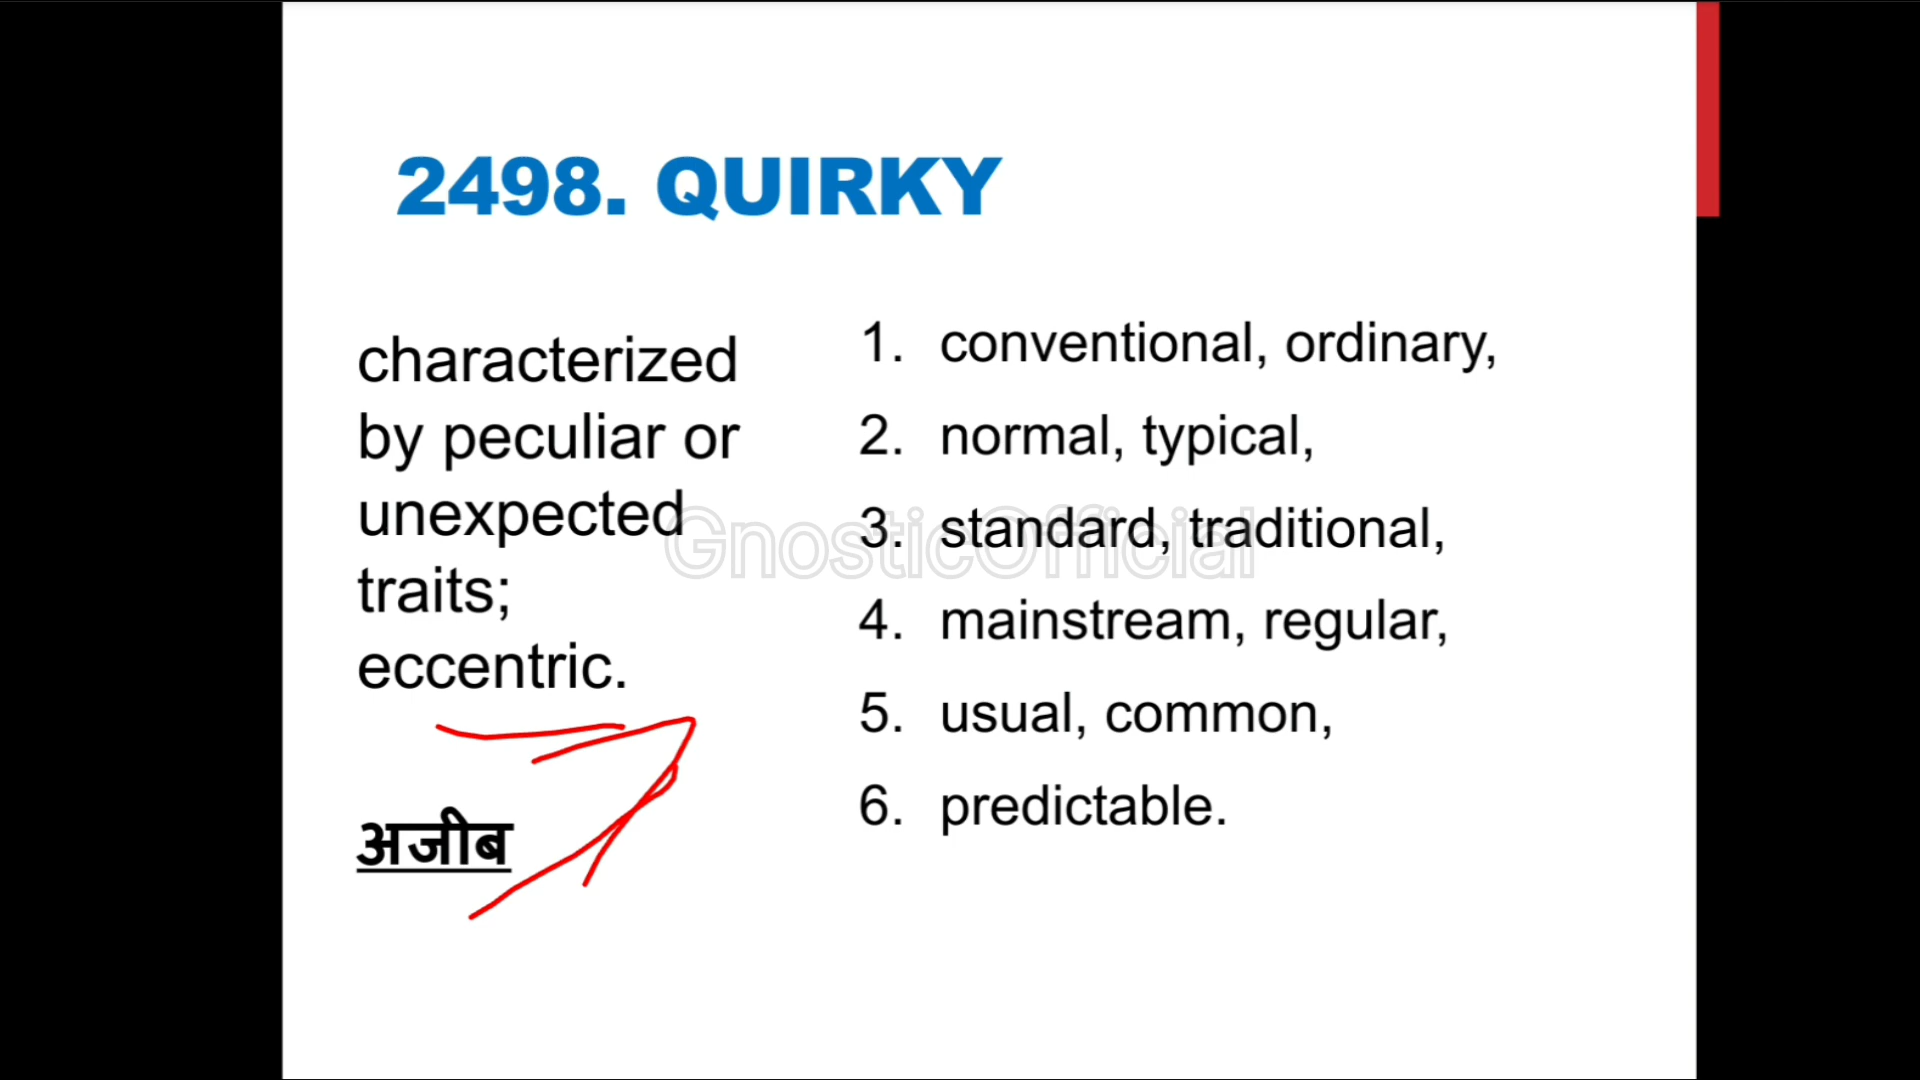 2498. QUIRKY
characterized
by peculiar or
unexpected
traits;
eccentric.
अजीब
1. conventional, ordinary,
2. normal, typical,
3. standard, traditional,
4. mainstream, regular,
5. usual, common,
6. predictable.
GnosticOfficial